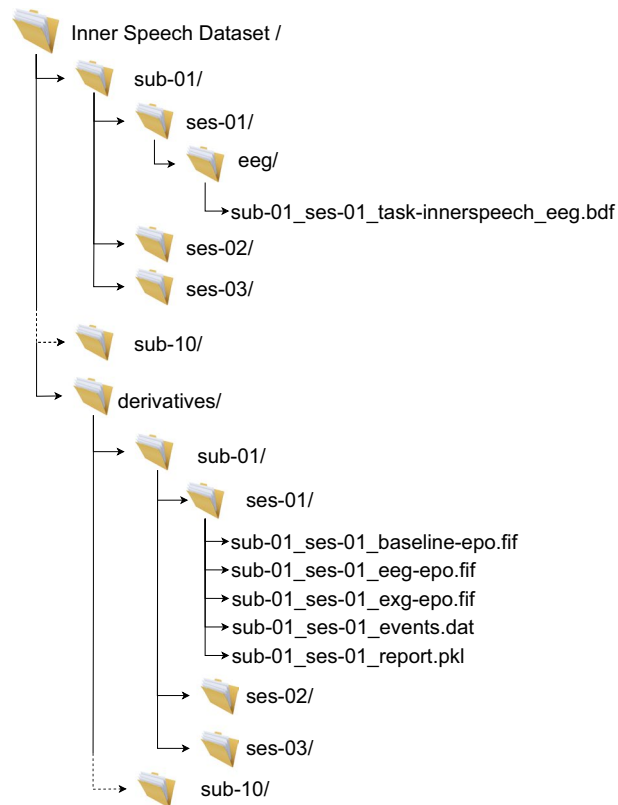 Inner Speech Dataset /
sub-01/
ses-01/
eeg/
sub-01_ses-01_task-innerspeech_eeg.bdf
ses-02/
ses-03/
sub-10/
derivatives/
sub-01/
ses-01/
sub-01_ses-01_baseline-epo.fif
sub-01_ses-01_eeg-epo.fif
sub-01_ses-01_exg-epo.fif
sub-01_ses-01_events.dat
sub-01_ses-01_report.pkl
ses-02/
ses-03/
sub-10/